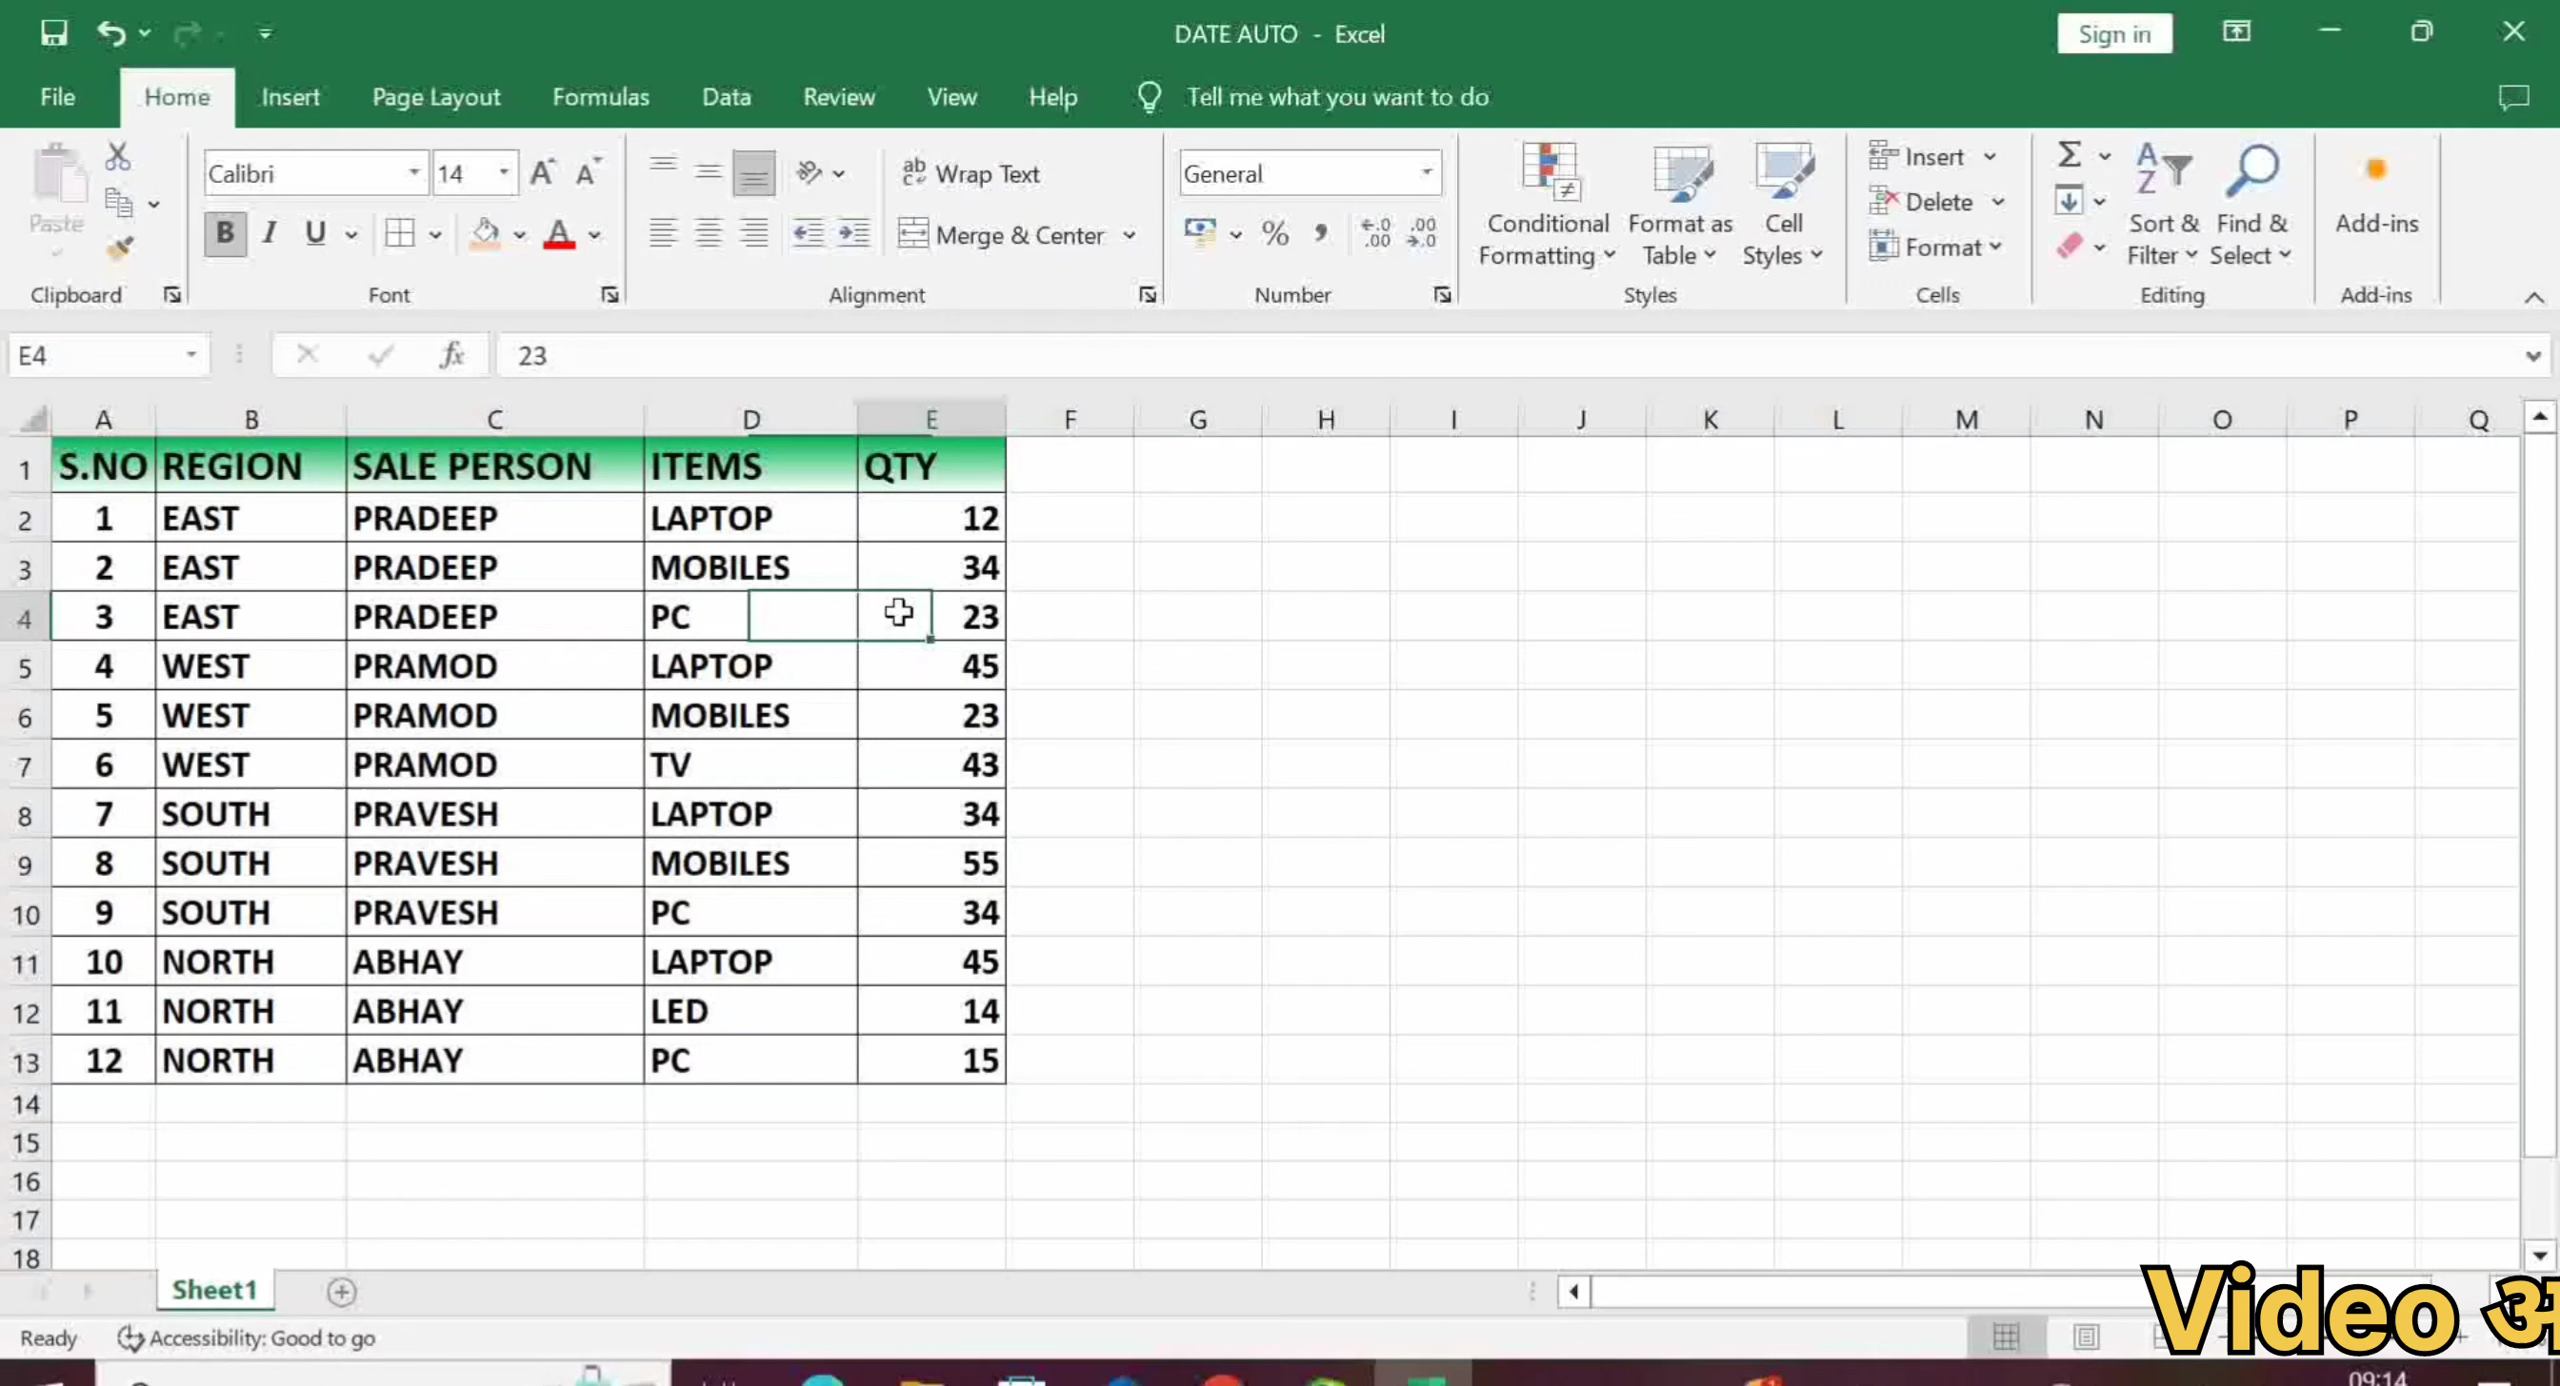 DATE AUTO - Excel
Sign in
File Home Insert Page Layout Formulas Data Review View Help Tell me what you want to do
Paste
Calibri 14
B I U
Wrap Text
Merge & Center
General
Conditional Formatting
Format as Table
Cell Styles
Insert
Delete
Format
Sort & Filter
Find & Select
Add-ins
Clipboard Font Alignment Number Styles Cells Editing Add-ins
E4 fx 23
A B C D E F G H I J K L M N O P Q
1 S.NO REGION SALE PERSON ITEMS QTY
2 1 EAST PRADEEP LAPTOP 12
3 2 EAST PRADEEP MOBILES 34
4 3 EAST PRADEEP PC 23
5 4 WEST PRAMOD LAPTOP 45
6 5 WEST PRAMOD MOBILES 23
7 6 WEST PRAMOD TV 43
8 7 SOUTH PRAVESH LAPTOP 34
9 8 SOUTH PRAVESH MOBILES 55
10 9 SOUTH PRAVESH PC 34
11 10 NORTH ABHAY LAPTOP 45
12 11 NORTH ABHAY LED 14
13 12 NORTH ABHAY PC 15
14
15
16
17
18
Sheet1
Video
Ready Accessibility: Good to go
09:14